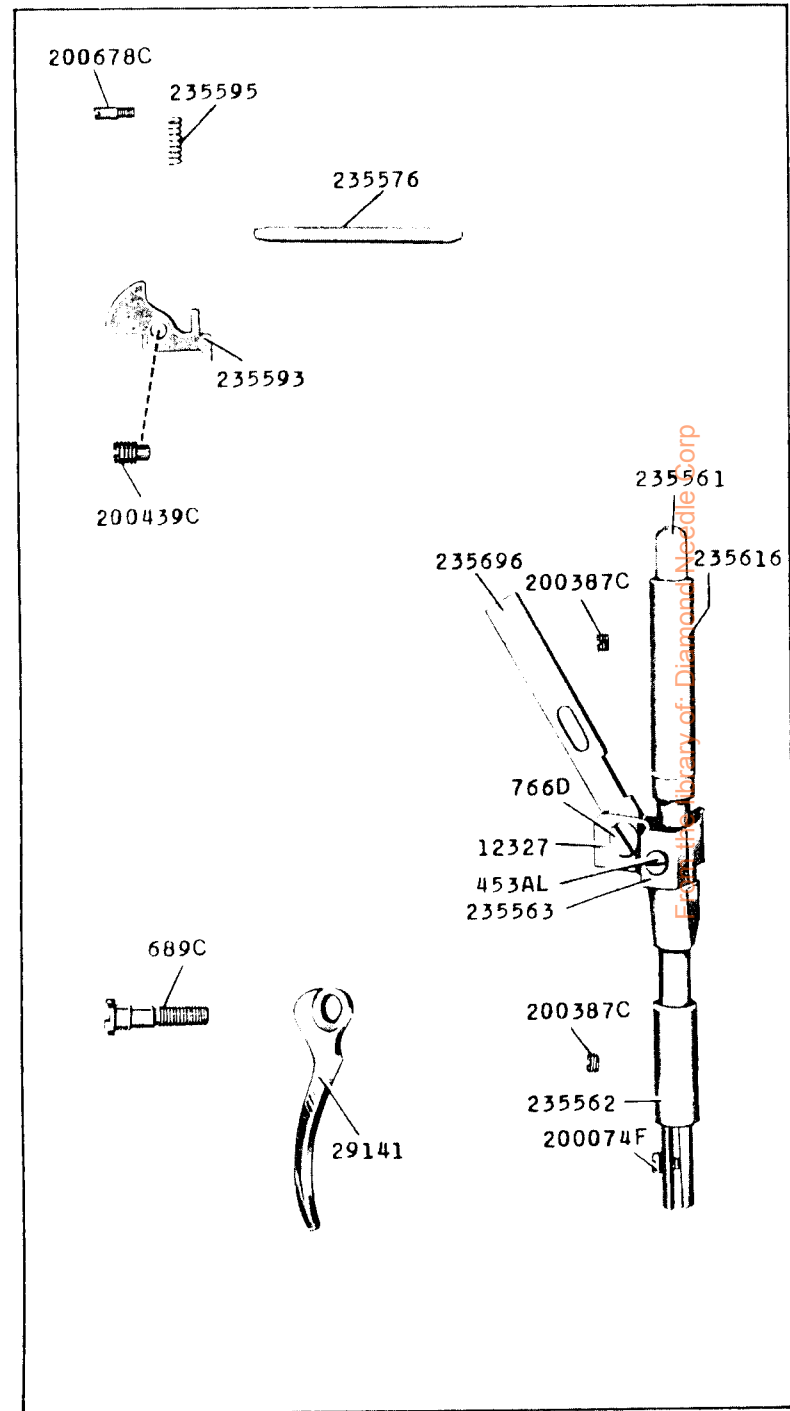 200678C
235595
235576
235593
200439C
235561
235696
200387C
235616
766D
12327
453AL
235563
689C
200387C
235562
29141
200074F
From the library of: Diamond Needle Corp